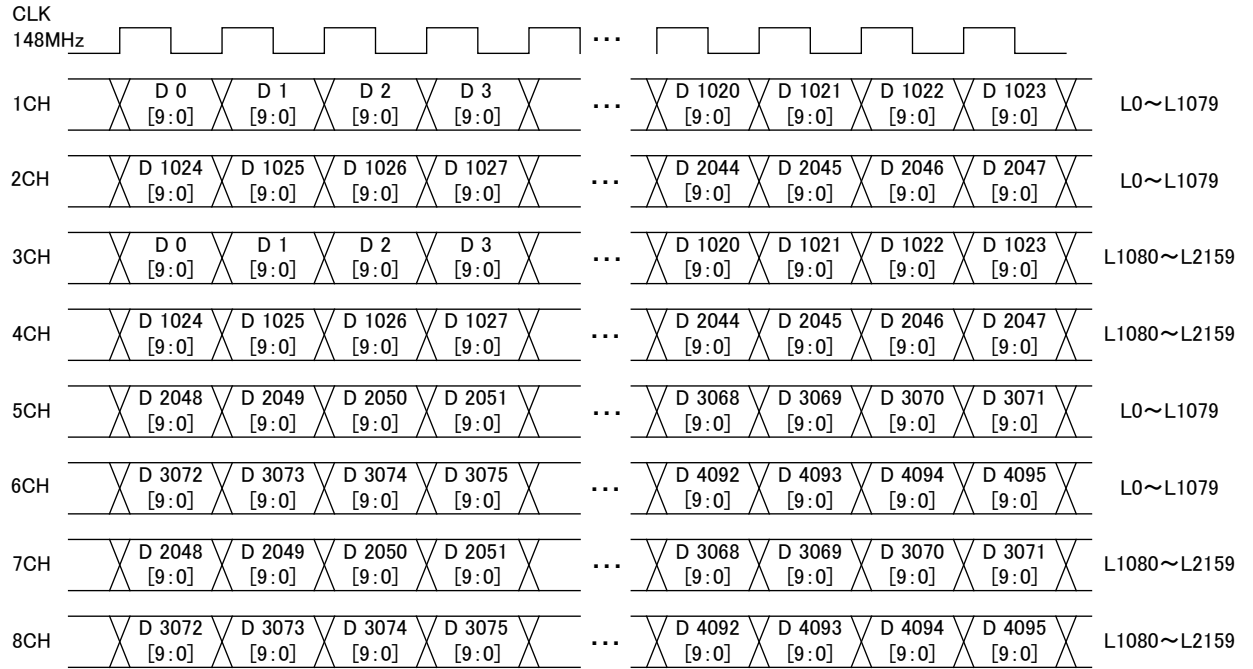 CLK
148MHz
...
1CH
D 0 D 1 D 2 D 3 ... D 1020 D 1021 D 1022 D 1023
[9:0] [9:0] [9:0] [9:0] [9:0] [9:0] [9:0] [9:0]
L0～L1079
2CH
D 1024 D 1025 D 1026 D 1027 ... D 2044 D 2045 D 2046 D 2047
[9:0] [9:0] [9:0] [9:0] [9:0] [9:0] [9:0] [9:0]
L0～L1079
3CH
D 0 D 1 D 2 D 3 ... D 1020 D 1021 D 1022 D 1023
[9:0] [9:0] [9:0] [9:0] [9:0] [9:0] [9:0] [9:0]
L1080～L2159
4CH
D 1024 D 1025 D 1026 D 1027 ... D 2044 D 2045 D 2046 D 2047
[9:0] [9:0] [9:0] [9:0] [9:0] [9:0] [9:0] [9:0]
L1080～L2159
5CH
D 2048 D 2049 D 2050 D 2051 ... D 3068 D 3069 D 3070 D 3071
[9:0] [9:0] [9:0] [9:0] [9:0] [9:0] [9:0] [9:0]
L0～L1079
6CH
D 3072 D 3073 D 3074 D 3075 ... D 4092 D 4093 D 4094 D 4095
[9:0] [9:0] [9:0] [9:0] [9:0] [9:0] [9:0] [9:0]
L0～L1079
7CH
D 2048 D 2049 D 2050 D 2051 ... D 3068 D 3069 D 3070 D 3071
[9:0] [9:0] [9:0] [9:0] [9:0] [9:0] [9:0] [9:0]
L1080～L2159
8CH
D 3072 D 3073 D 3074 D 3075 ... D 4092 D 4093 D 4094 D 4095
[9:0] [9:0] [9:0] [9:0] [9:0] [9:0] [9:0] [9:0]
L1080～L2159